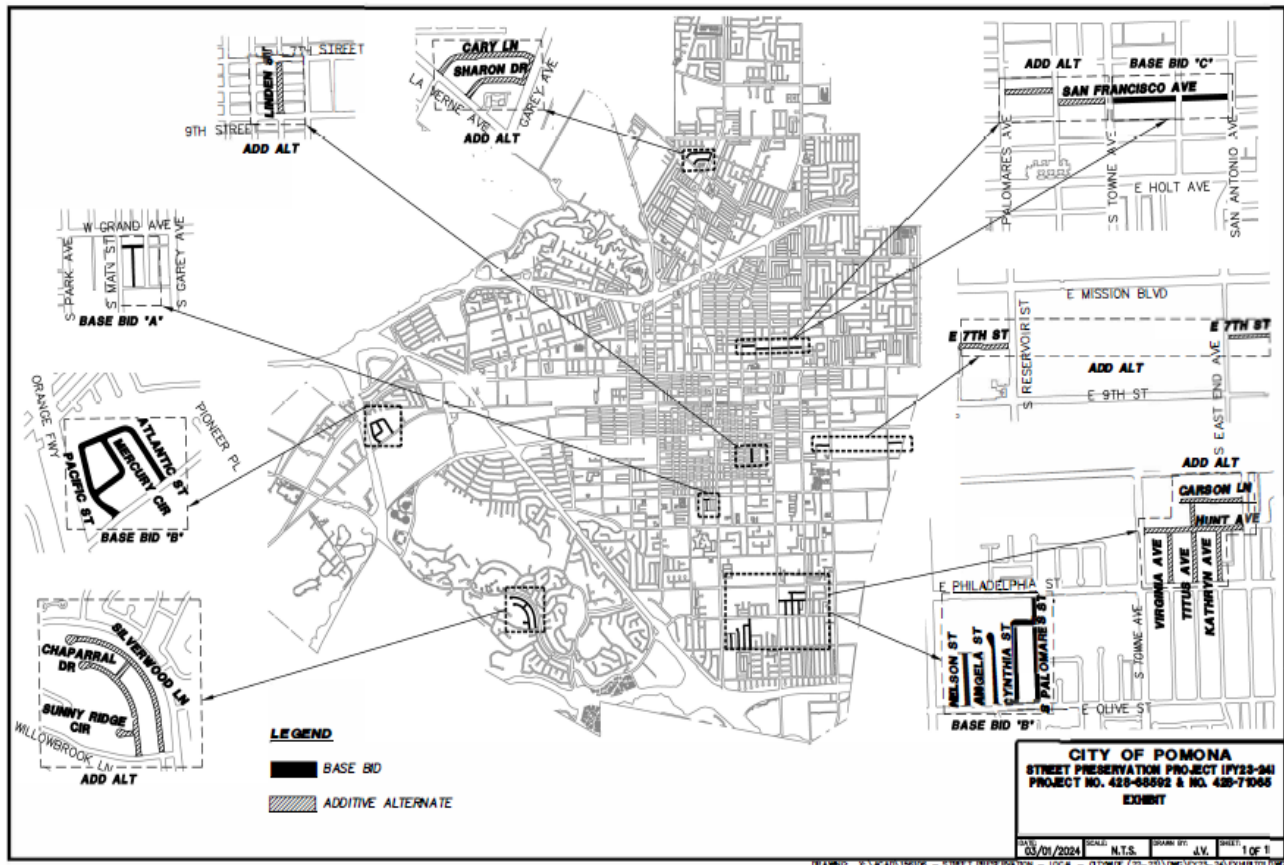 7TH STREET
LINDEN ST
9TH STREET
ADD ALT
CARY LN
SHARON DR
LA VERNE AVE
GAREY AVE
ADD ALT
ADD ALT
BASE BID "C"
SAN FRANCISCO AVE
PALOMARES AVE
S TOWNE AVE
E HOLT AVE
SAN ANTONIO AVE
W GRAND AVE
S PARK AVE
S MAIN ST
S GAREY AVE
BASE BID "A"
E MISSION BLVD
E 7TH ST
E 7TH ST
S RESERVOIR ST
ADD ALT
E 9TH ST
S EAST END AVE
ORANGE FWY
PIONEER PL
ATLANTIC ST
MERCURY CIR
PACIFIC ST
BASE BID "B"
ADD ALT
CARSON LN
HUNT AVE
VIRGINIA AVE
TITUS AVE
KATHRYN AVE
S TOWNE AVE
E PHILADELPHIA ST
NELSON ST
ANGELA ST
CYNTHIA ST
S PALOMARES ST
E OLIVE ST
BASE BID "B"
SILVERWOOD LN
CHAPARRAL
DR
SUNNY RIDGE
CIR
WILLOWBROOK LN
ADD ALT
LEGEND
BASE BID
ADDITIVE ALTERNATE
CITY OF POMONA
STREET PRESERVATION PROJECT (FY23-24)
PROJECT NO. 428-68592 & NO. 428-71065
EXHIBIT
DATE: 03/01/2024
SCALE: N.T.S.
DRAWN BY: J.V.
SHEET: 1 OF 1